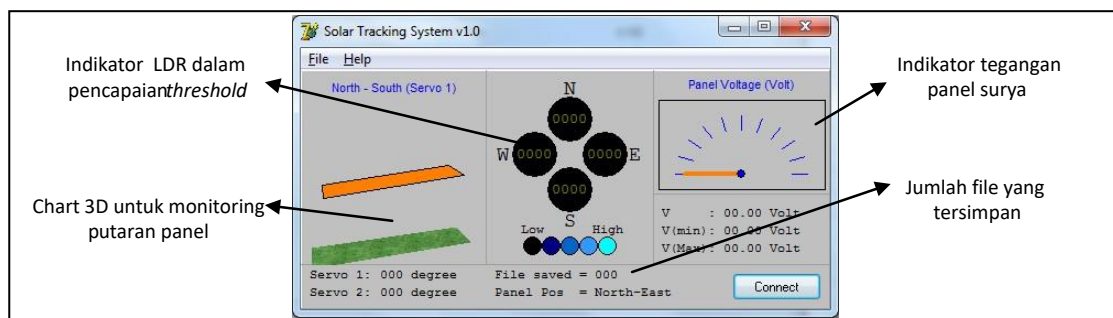 Solar Tracking System v1.0
File Help
Indikator LDR dalam
pencapaianthreshold
North - South (Servo 1)
N
0000
W 0000 0000 E
0000
S
Low High
Panel Voltage (Volt)
Indikator tegangan
panel surya
Chart 3D untuk monitoring
putaran panel
Jumlah file yang
tersimpan
V : 00.00 Volt
V(min): 00.00 Volt
V(Max): 00.00 Volt
Servo 1: 000 degree
Servo 2: 000 degree
File saved = 000
Panel Pos = North-East
Connect